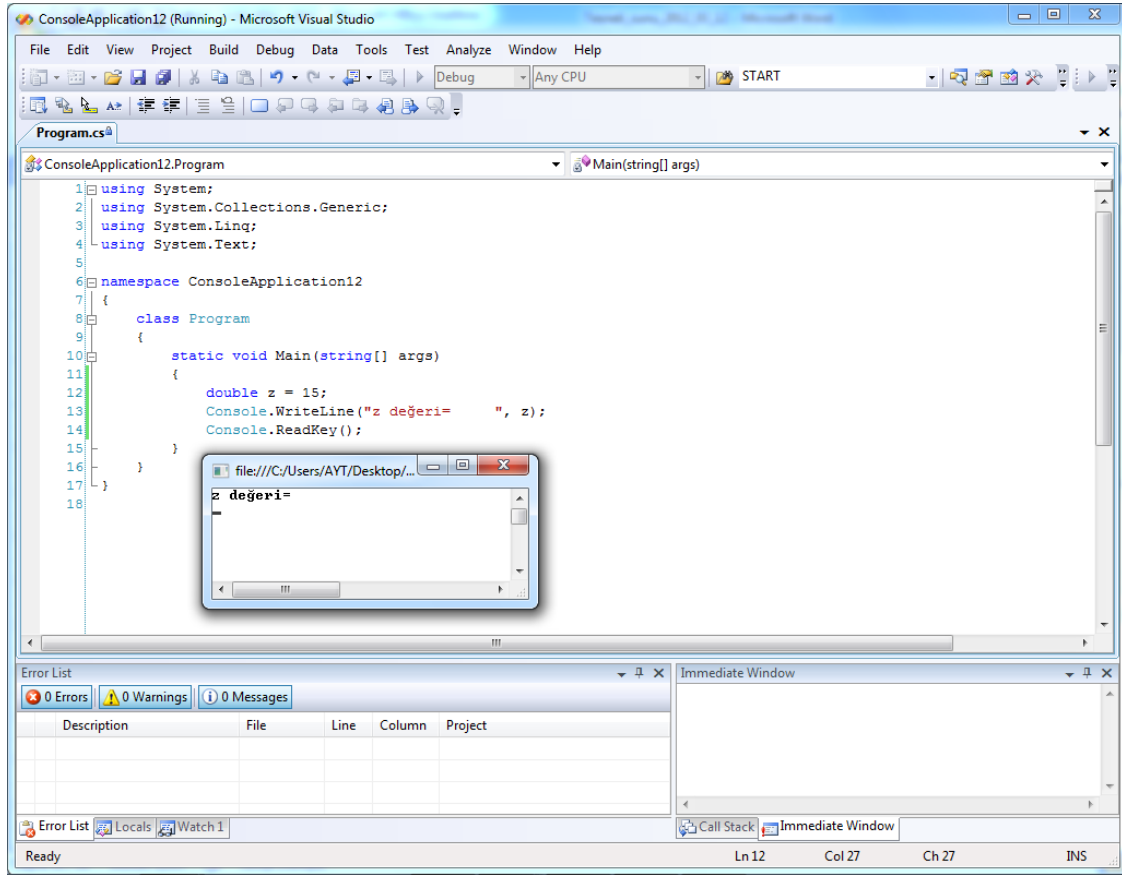 ConsoleApplication12 (Running) - Microsoft Visual Studio
File Edit View Project Build Debug Data Tools Test Analyze Window Help
Debug Any CPU START
Program.cs
ConsoleApplication12.Program Main(string[] args)
1 using System;
2 using System.Collections.Generic;
3 using System.Linq;
4 using System.Text;
5
6 namespace ConsoleApplication12
7 {
8 class Program
9 {
10 static void Main(string[] args)
11 {
12 double z = 15;
13 Console.WriteLine("z değeri=     ", z);
14 Console.ReadKey();
15 }
16 }
17 }
18
file:///C:/Users/AYT/Desktop/...
z değeri=
Error List
0 Errors 0 Warnings 0 Messages
Description File Line Column Project
Error List Locals Watch 1
Immediate Window
Call Stack Immediate Window
Ready Ln 12 Col 27 Ch 27 INS